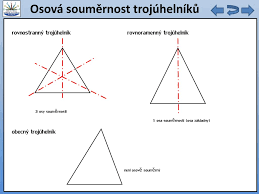 Osová souměrnost trojúhelníků
rovnostranný trojúhelník
rovnoramenný trojúhelník
3 osy souměrnosti
1 osa souměrnosti (osa základny)
obecný trojúhelník
není osově souměrný